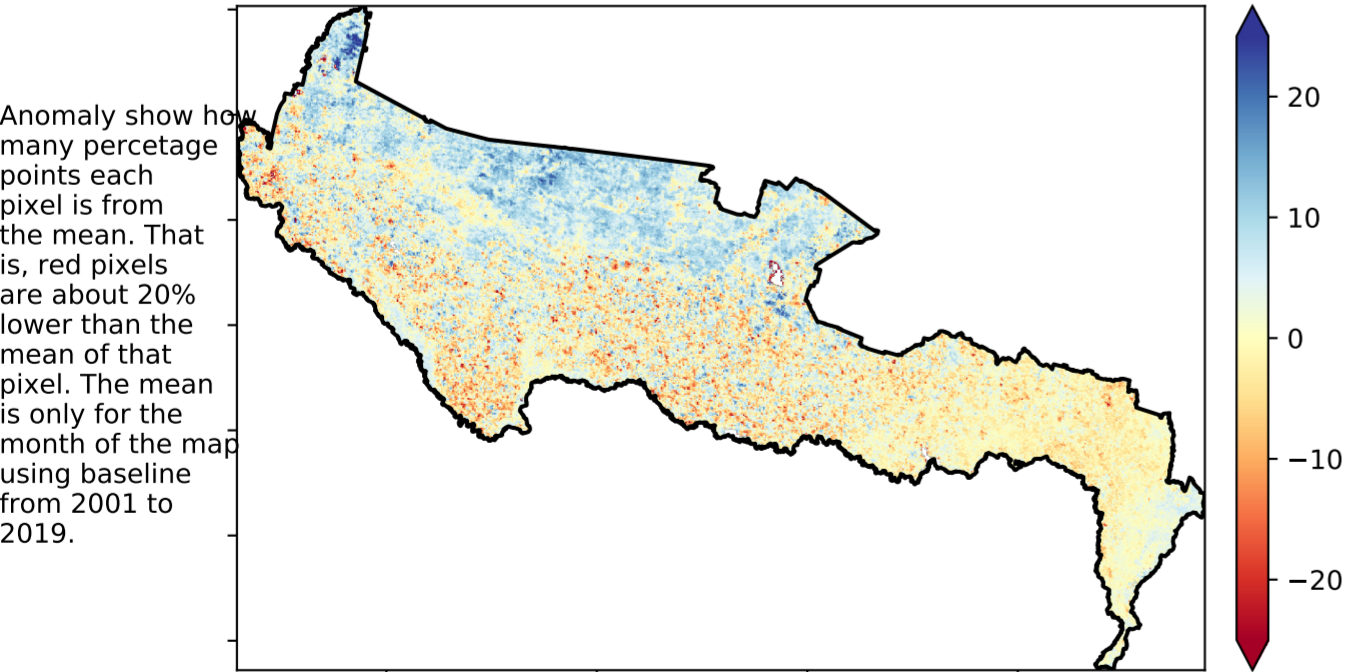 Anomaly show how
many percetage
points each
pixel is from
the mean. That
is, red pixels
are about 20%
lower than the
mean of that
pixel. The mean
is only for the
month of the map
using baseline
from 2001 to
2019.
20
10
0
−10
−20